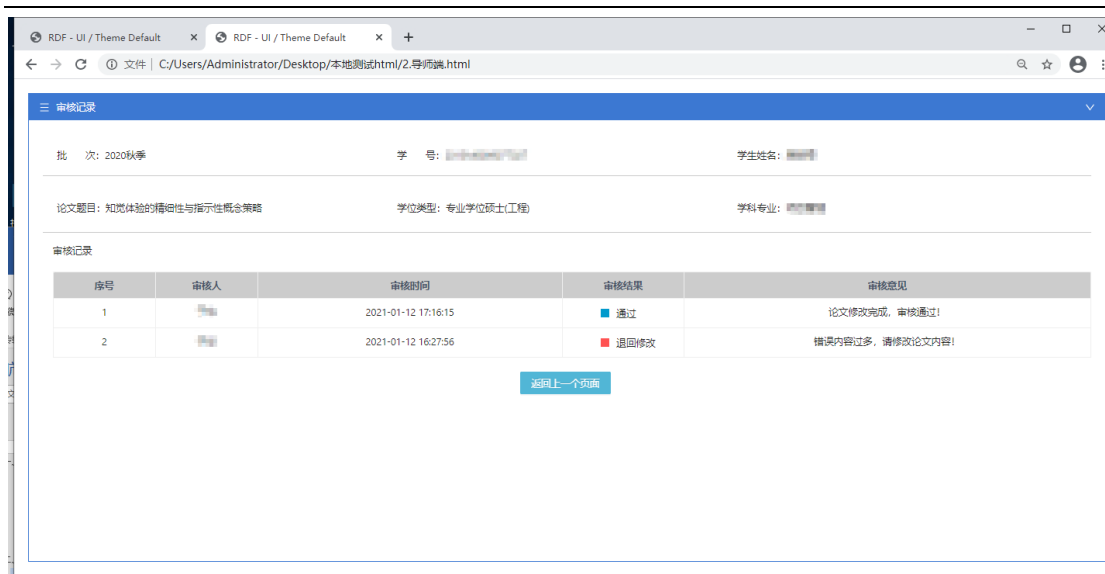 RDF - UI / Theme Default
RDF - UI / Theme Default
文件 | C:/Users/Administrator/Desktop/本地测试html/2.导师端.html
审核记录
批 次：2020秋季 学 号： 学生姓名：
论文题目：知觉体验的精细性与指示性概念策略 学位类型：专业学位硕士(工程) 学科专业：
审核记录
序号 审核人 审核时间 审核结果 审核意见
1 2021-01-12 17:16:15 通过 论文修改完成，审核通过！
2 2021-01-12 16:27:56 退回修改 错误内容过多，请修改论文内容！
返回上一个页面